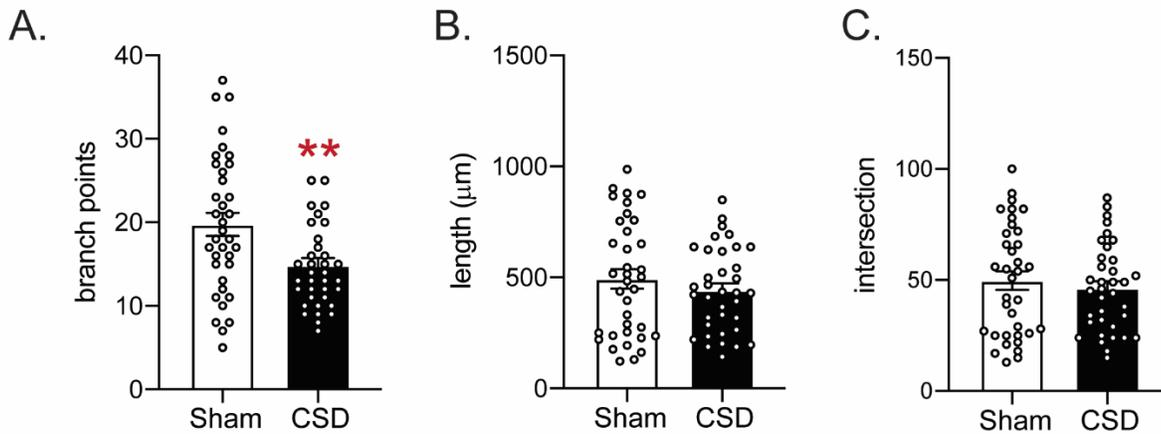 A.
branch points
40
30
20
10
0
**
Sham CSD
B.
length (μm)
1500
1000
500
0
Sham CSD
C.
intersection
150
100
50
0
Sham CSD